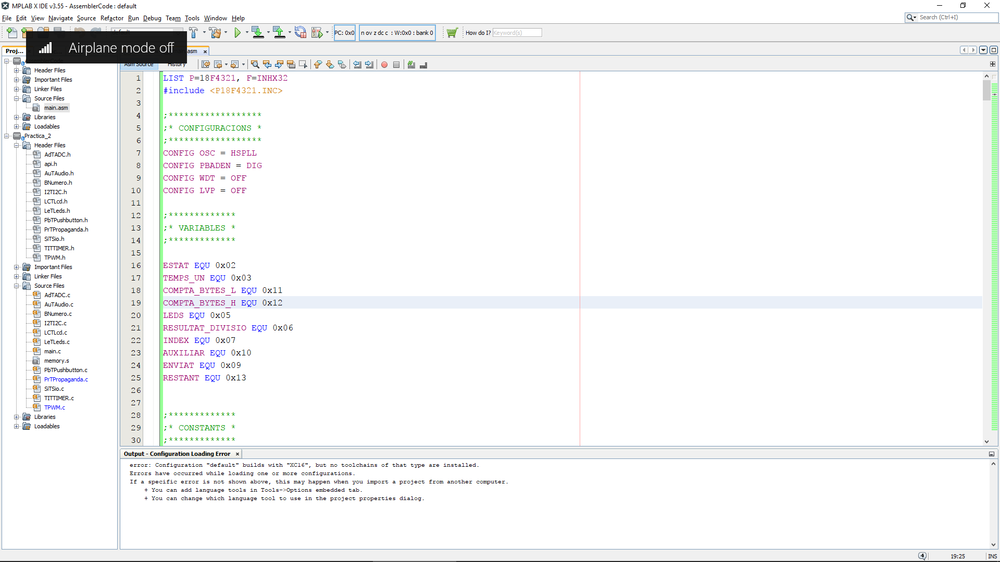 MPLAB X IDE v3.55 - AssemblerCode : default
File Edit View Navigate Source Refactor Run Debug Team Tools Window Help
Search (Ctrl+I)
PC: 0x0
n ov z dc c : W:0x0 : bank 0
How do I? Keyword(s)
Airplane mode off
Proj...
asm
Asm Source History
Header Files
Important Files
Linker Files
Source Files
main.asm
Libraries
Loadables
Practica_2
Header Files
AdTADC.h
api.h
AuTAudio.h
BNumero.h
I2TI2C.h
LCTLcd.h
LeTLeds.h
PbTPushbutton.h
PrTPropaganda.h
SiTSio.h
TITTIMER.h
TPWM.h
Important Files
Linker Files
Source Files
AdTADC.c
AuTAudio.c
BNumero.c
I2TI2C.c
LCTLcd.c
LeTLeds.c
main.c
memory.s
PbTPushbutton.c
PrTPropaganda.c
SiTSio.c
TITTIMER.c
TPWM.c
Libraries
Loadables
1 LIST P=18F4321, F=INHX32
2 #include <P18F4321.INC>
3
4 ;******************
5 ;* CONFIGURACIONS *
6 ;******************
7 CONFIG OSC = HSPLL
8 CONFIG PBADEN = DIG
9 CONFIG WDT = OFF
10 CONFIG LVP = OFF
11
12 ;*************
13 ;* VARIABLES *
14 ;*************
15
16 ESTAT EQU 0x02
17 TEMPS_UN EQU 0x03
18 COMPTA_BYTES_L EQU 0x11
19 COMPTA_BYTES_H EQU 0x12
20 LEDS EQU 0x05
21 RESULTAT_DIVISIO EQU 0x06
22 INDEX EQU 0x07
23 AUXILIAR EQU 0x10
24 ENVIAT EQU 0x09
25 RESTANT EQU 0x13
26
27
28 ;*************
29 ;* CONSTANTS *
30 ;*************
Output - Configuration Loading Error
error: Configuration "default" builds with "XC16", but no toolchains of that type are installed.
Errors have occurred while loading one or more configurations.
If a specific error is not shown above, this may happen when you import a project from another computer.
+ You can add language tools in Tools->Options embedded tab.
+ You can change which language tool to use in the project properties dialog.
4
19:25
INS